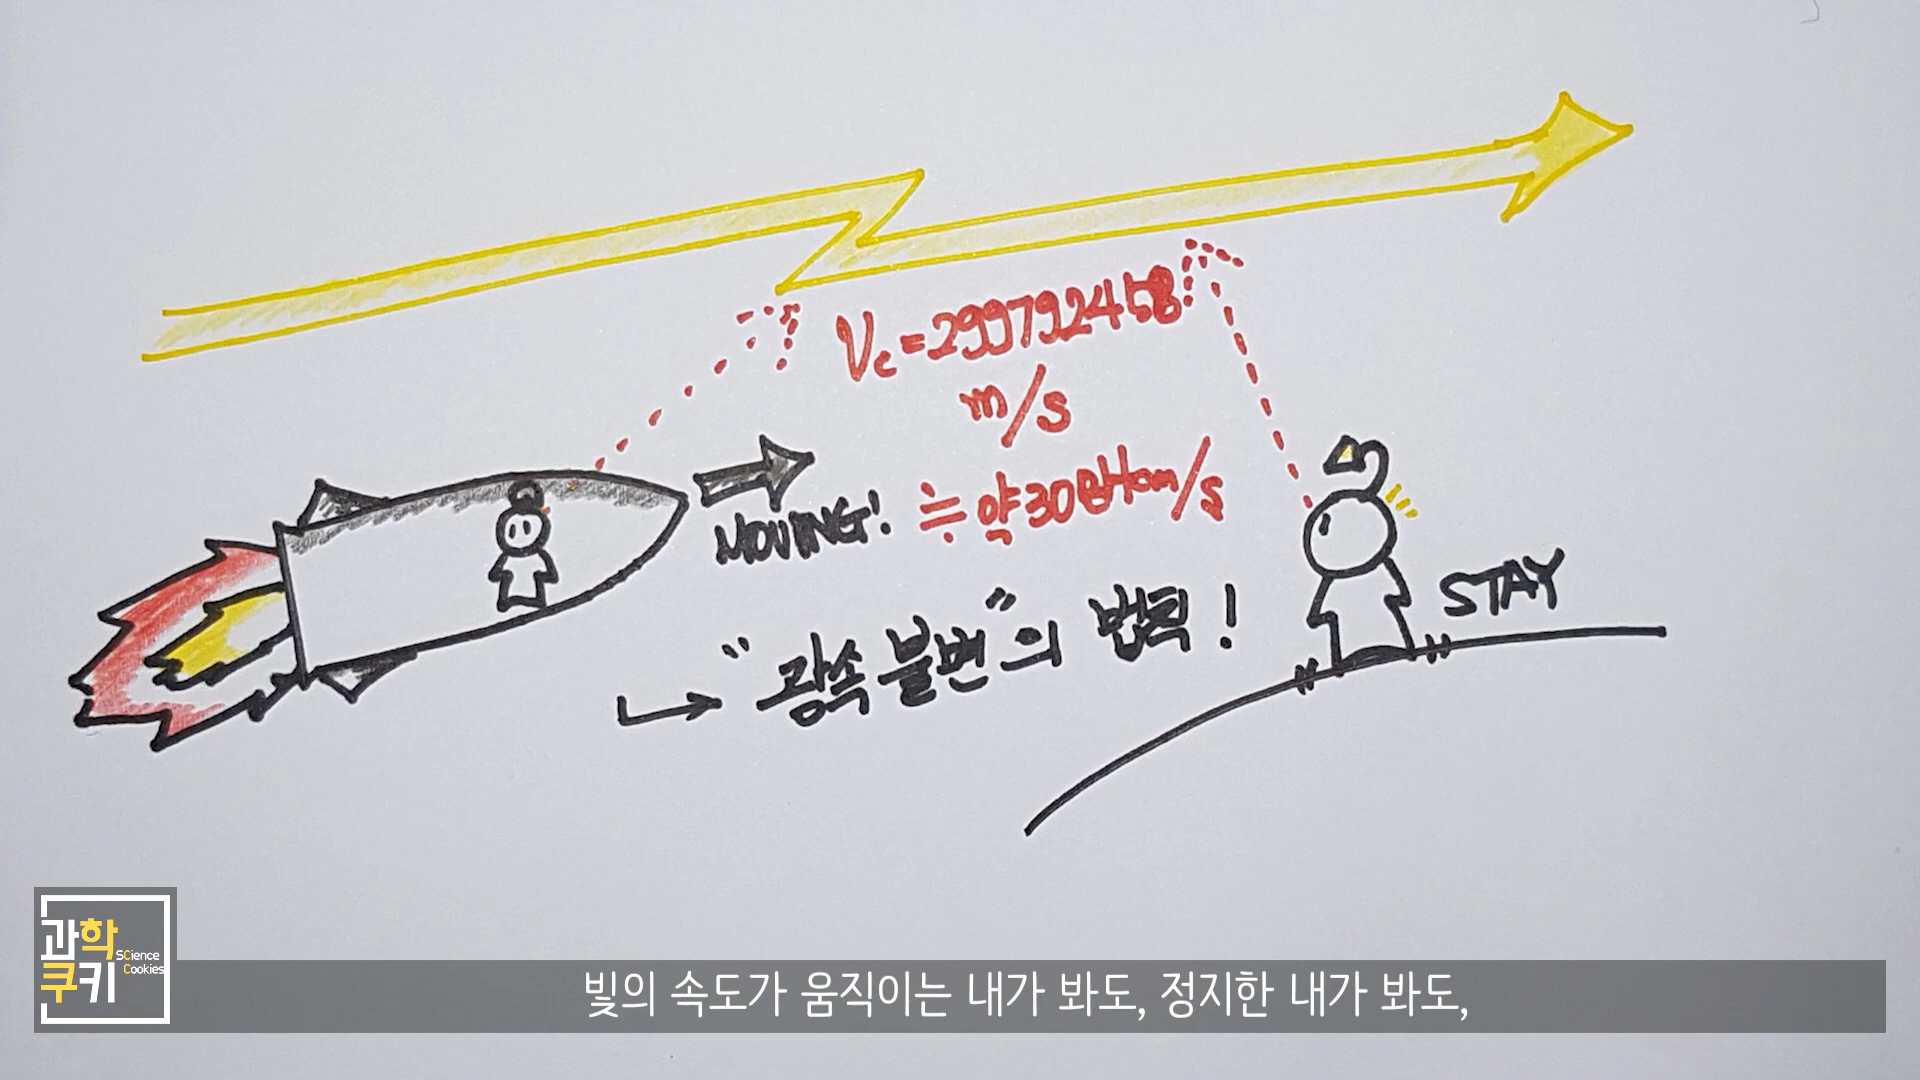 Vc=299792458
m/s
≒약30만km/s
MOVING!
"광속불변"의 법칙!
STAY
과학
쿠키
SCience
Cookies
빛의 속도가 움직이는 내가 봐도, 정지한 내가 봐도,